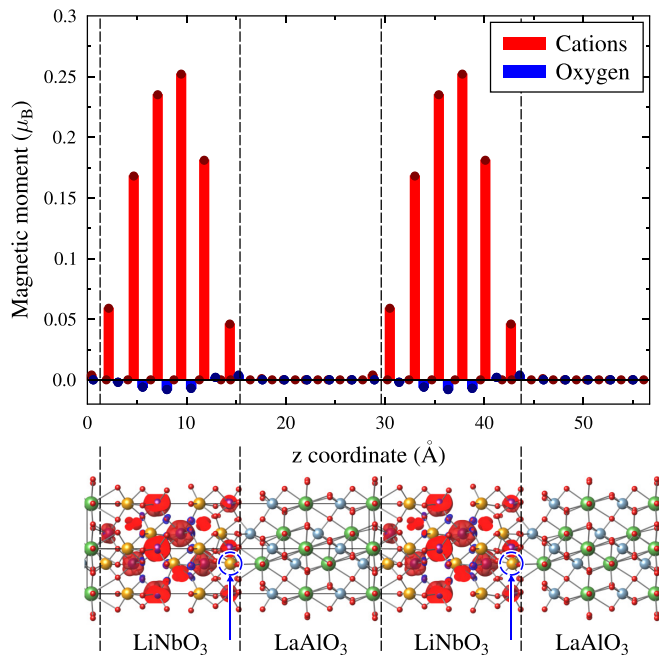 0.3
Cations
Oxygen
0.25
0.2
0.15
0.1
0.05
0.0
Magnetic moment (μB)
0 10 20 30 40 50
z coordinate (Å)
LiNbO3 LaAlO3 LiNbO3 LaAlO3